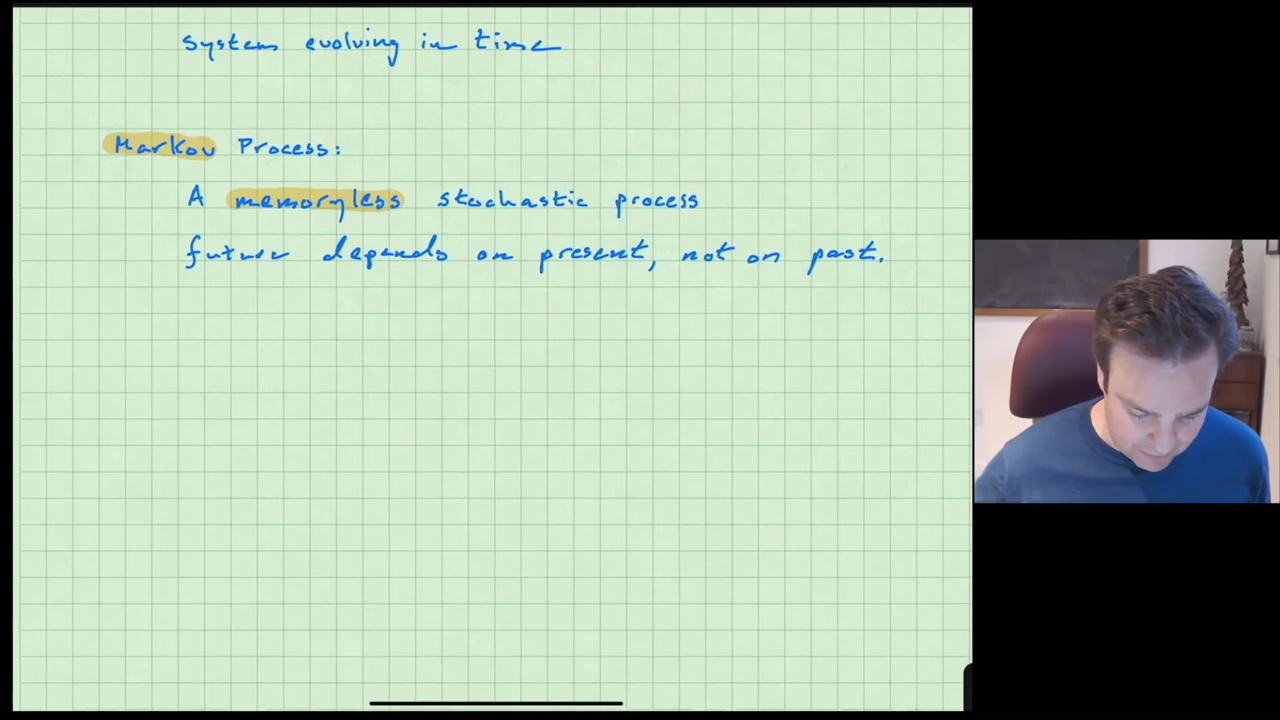 system evolving in time
Markov Process:
A memoryless stochastic process
future depends on present, not on past.